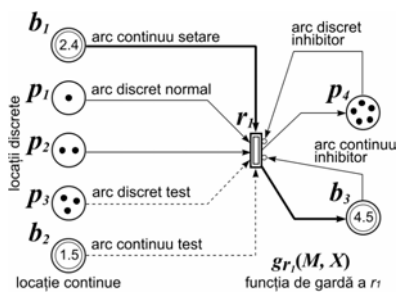 b1
2.4
arc continuu setare
arc discret inhibitor
p1
arc discret normal
r1
p4
p2
locații discrete
arc continuu inhibitor
p3
arc discret test
b3
4.5
b2
1.5
arc continuu test
locație continue
gr1(M, X)
funcția de gardă a r1